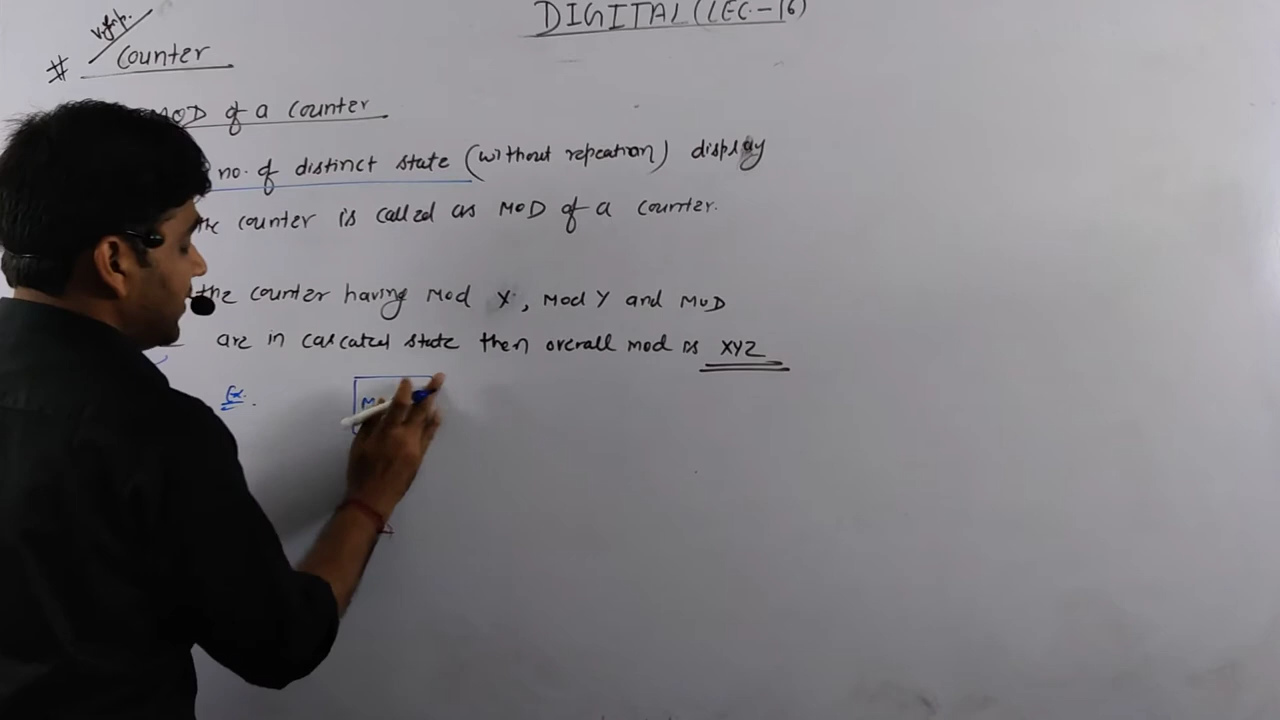 DIGITAL (LEC.-16)
V.f.p.
# Counter
MOD of a counter
no. of distinct state (without repeation) display
the counter is called as MOD of a counter.
the counter having Mod X, Mod Y and MOD
are in cascated state then overall mod is XYZ
Ex.
M